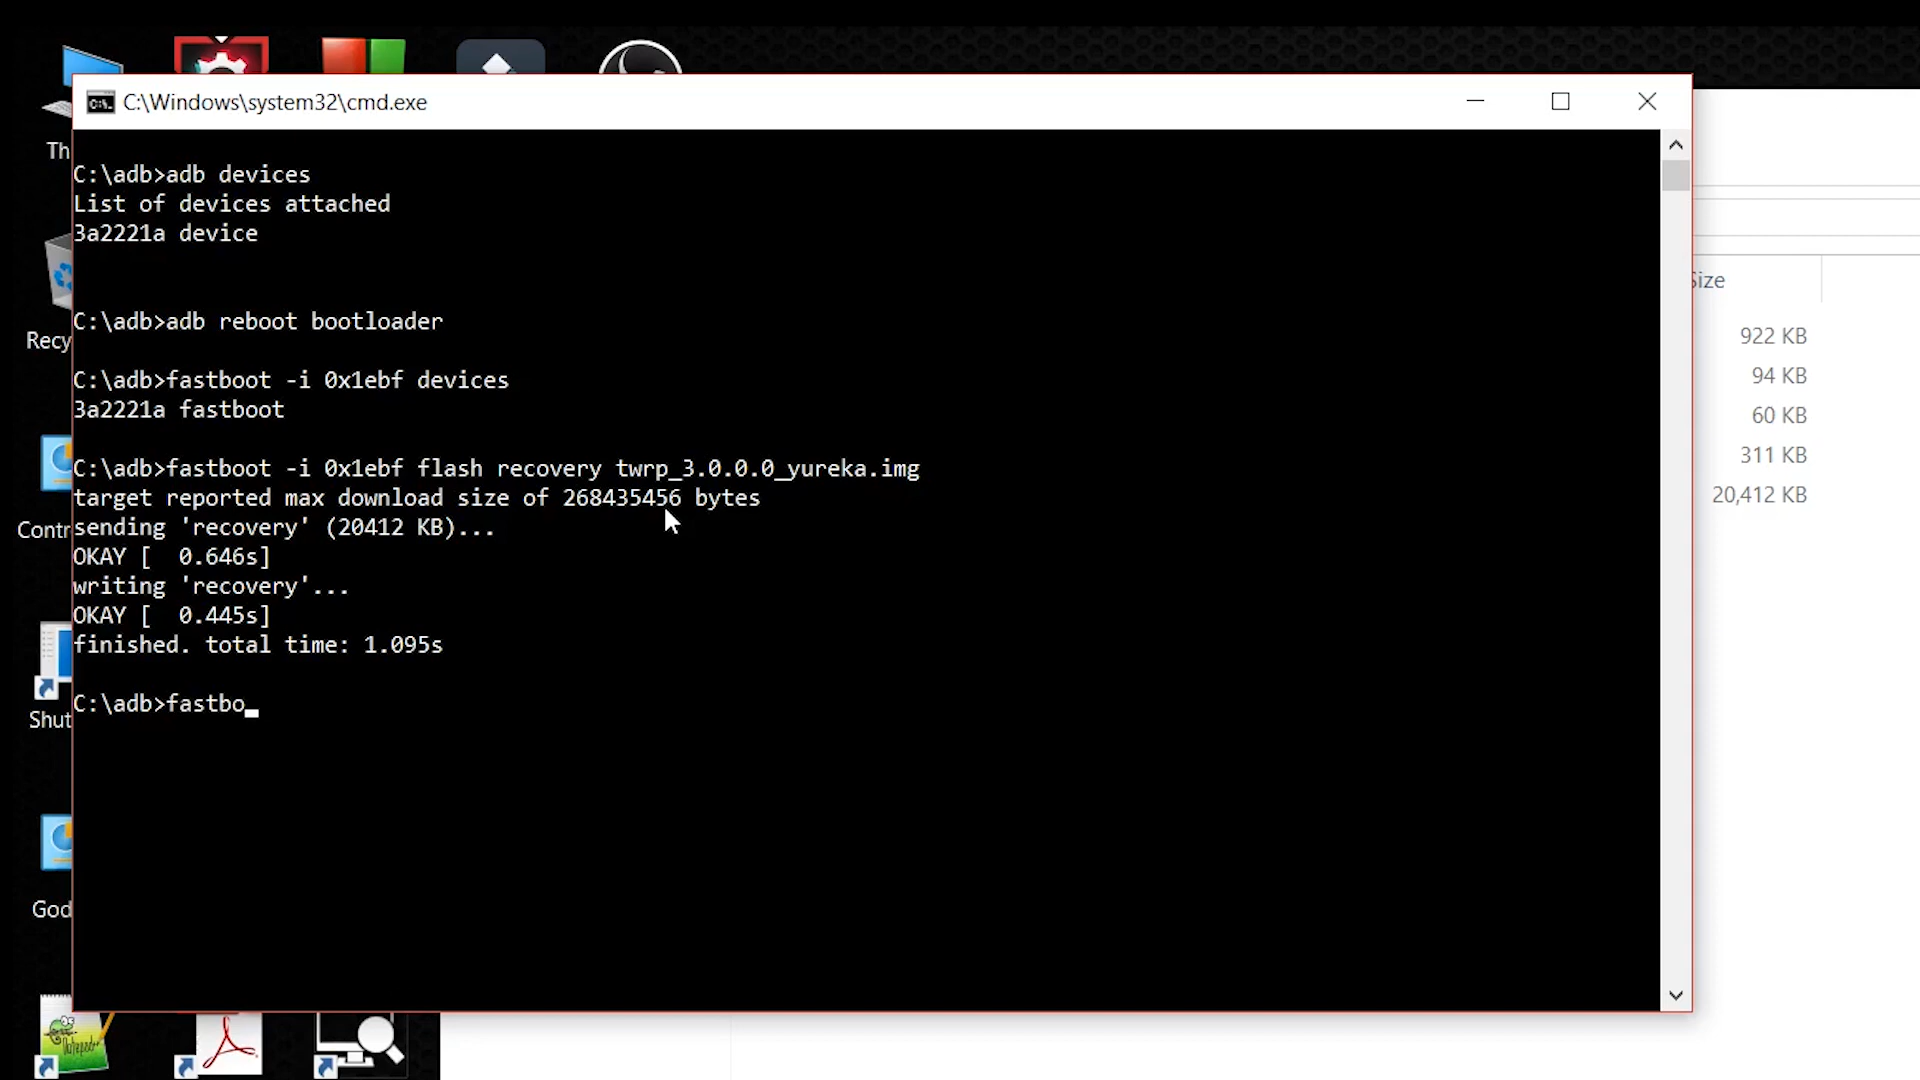 C:\Windows\system32\cmd.exe
C:\adb>adb devices
List of devices attached
3a2221a device
C:\adb>adb reboot bootloader
C:\adb>fastboot -i 0x1ebf devices
3a2221a fastboot
C:\adb>fastboot -i 0x1ebf flash recovery twrp_3.0.0.0_yureka.img
target reported max download size of 268435456 bytes
sending 'recovery' (20412 KB)...
OKAY [  0.646s]
writing 'recovery'...
OKAY [  0.445s]
finished. total time: 1.095s
C:\adb>fastbo_
Th
Recy
Contr
Shut
God
Size
922 KB
94 KB
60 KB
311 KB
20,412 KB